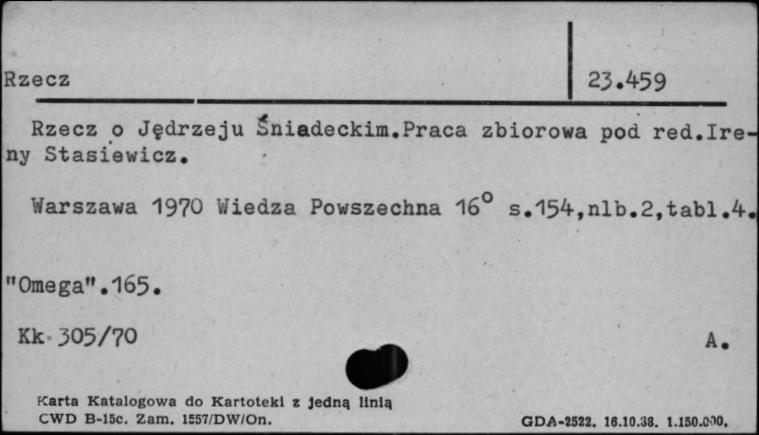 Rzecz 23.459
Rzecz o Jędrzeju Śniadeckim.Praca zbiorowa pod red.Ire-
ny Stasiewicz.
Warszawa 1970 Wiedza Powszechna 16° s.154,nlb.2,tabl.4.
"Omega".165.
Kk 305/70 A.
Karta Katalogowa do Kartoteki z jedną linią
CWD B-15c. Zam. 1557/DW/On. GDA-2522. 16.10.38. 1.150.000.